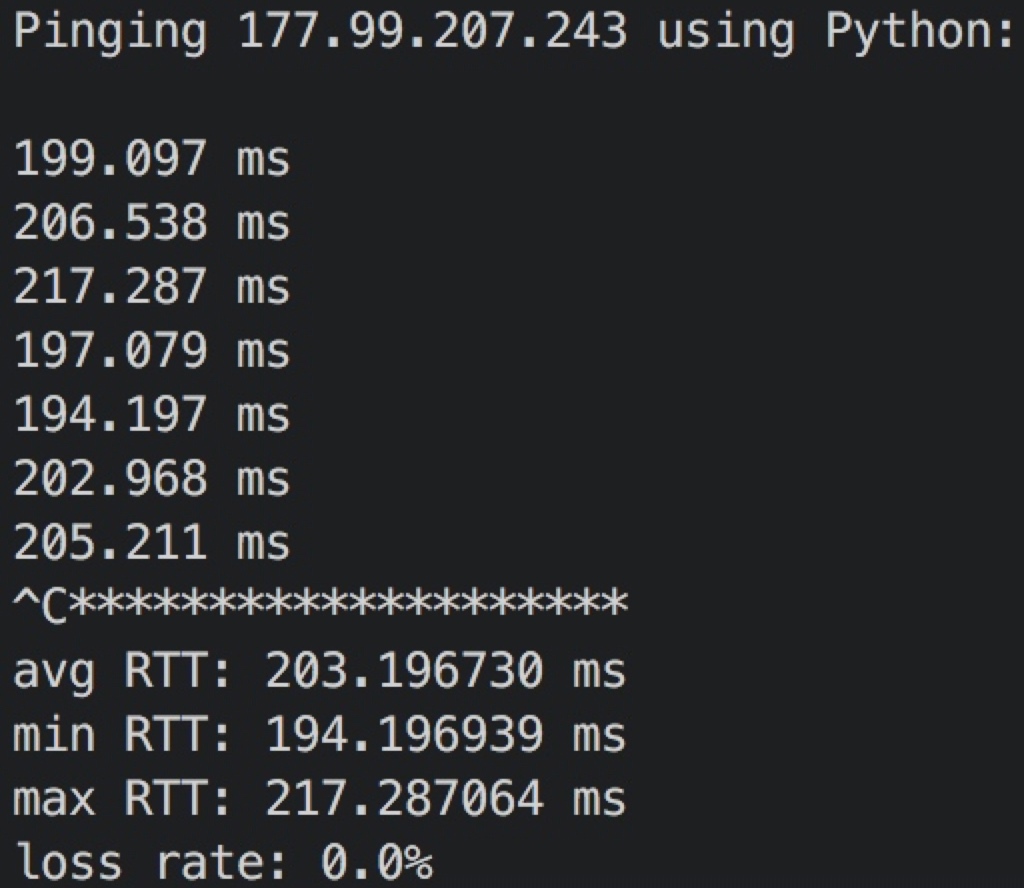 Pinging 177.99.207.243 using Python:
199.097 ms
206.538 ms
217.287 ms
197.079 ms
194.197 ms
202.968 ms
205.211 ms
^C********************
avg RTT: 203.196730 ms
min RTT: 194.196939 ms
max RTT: 217.287064 ms
loss rate: 0.0%